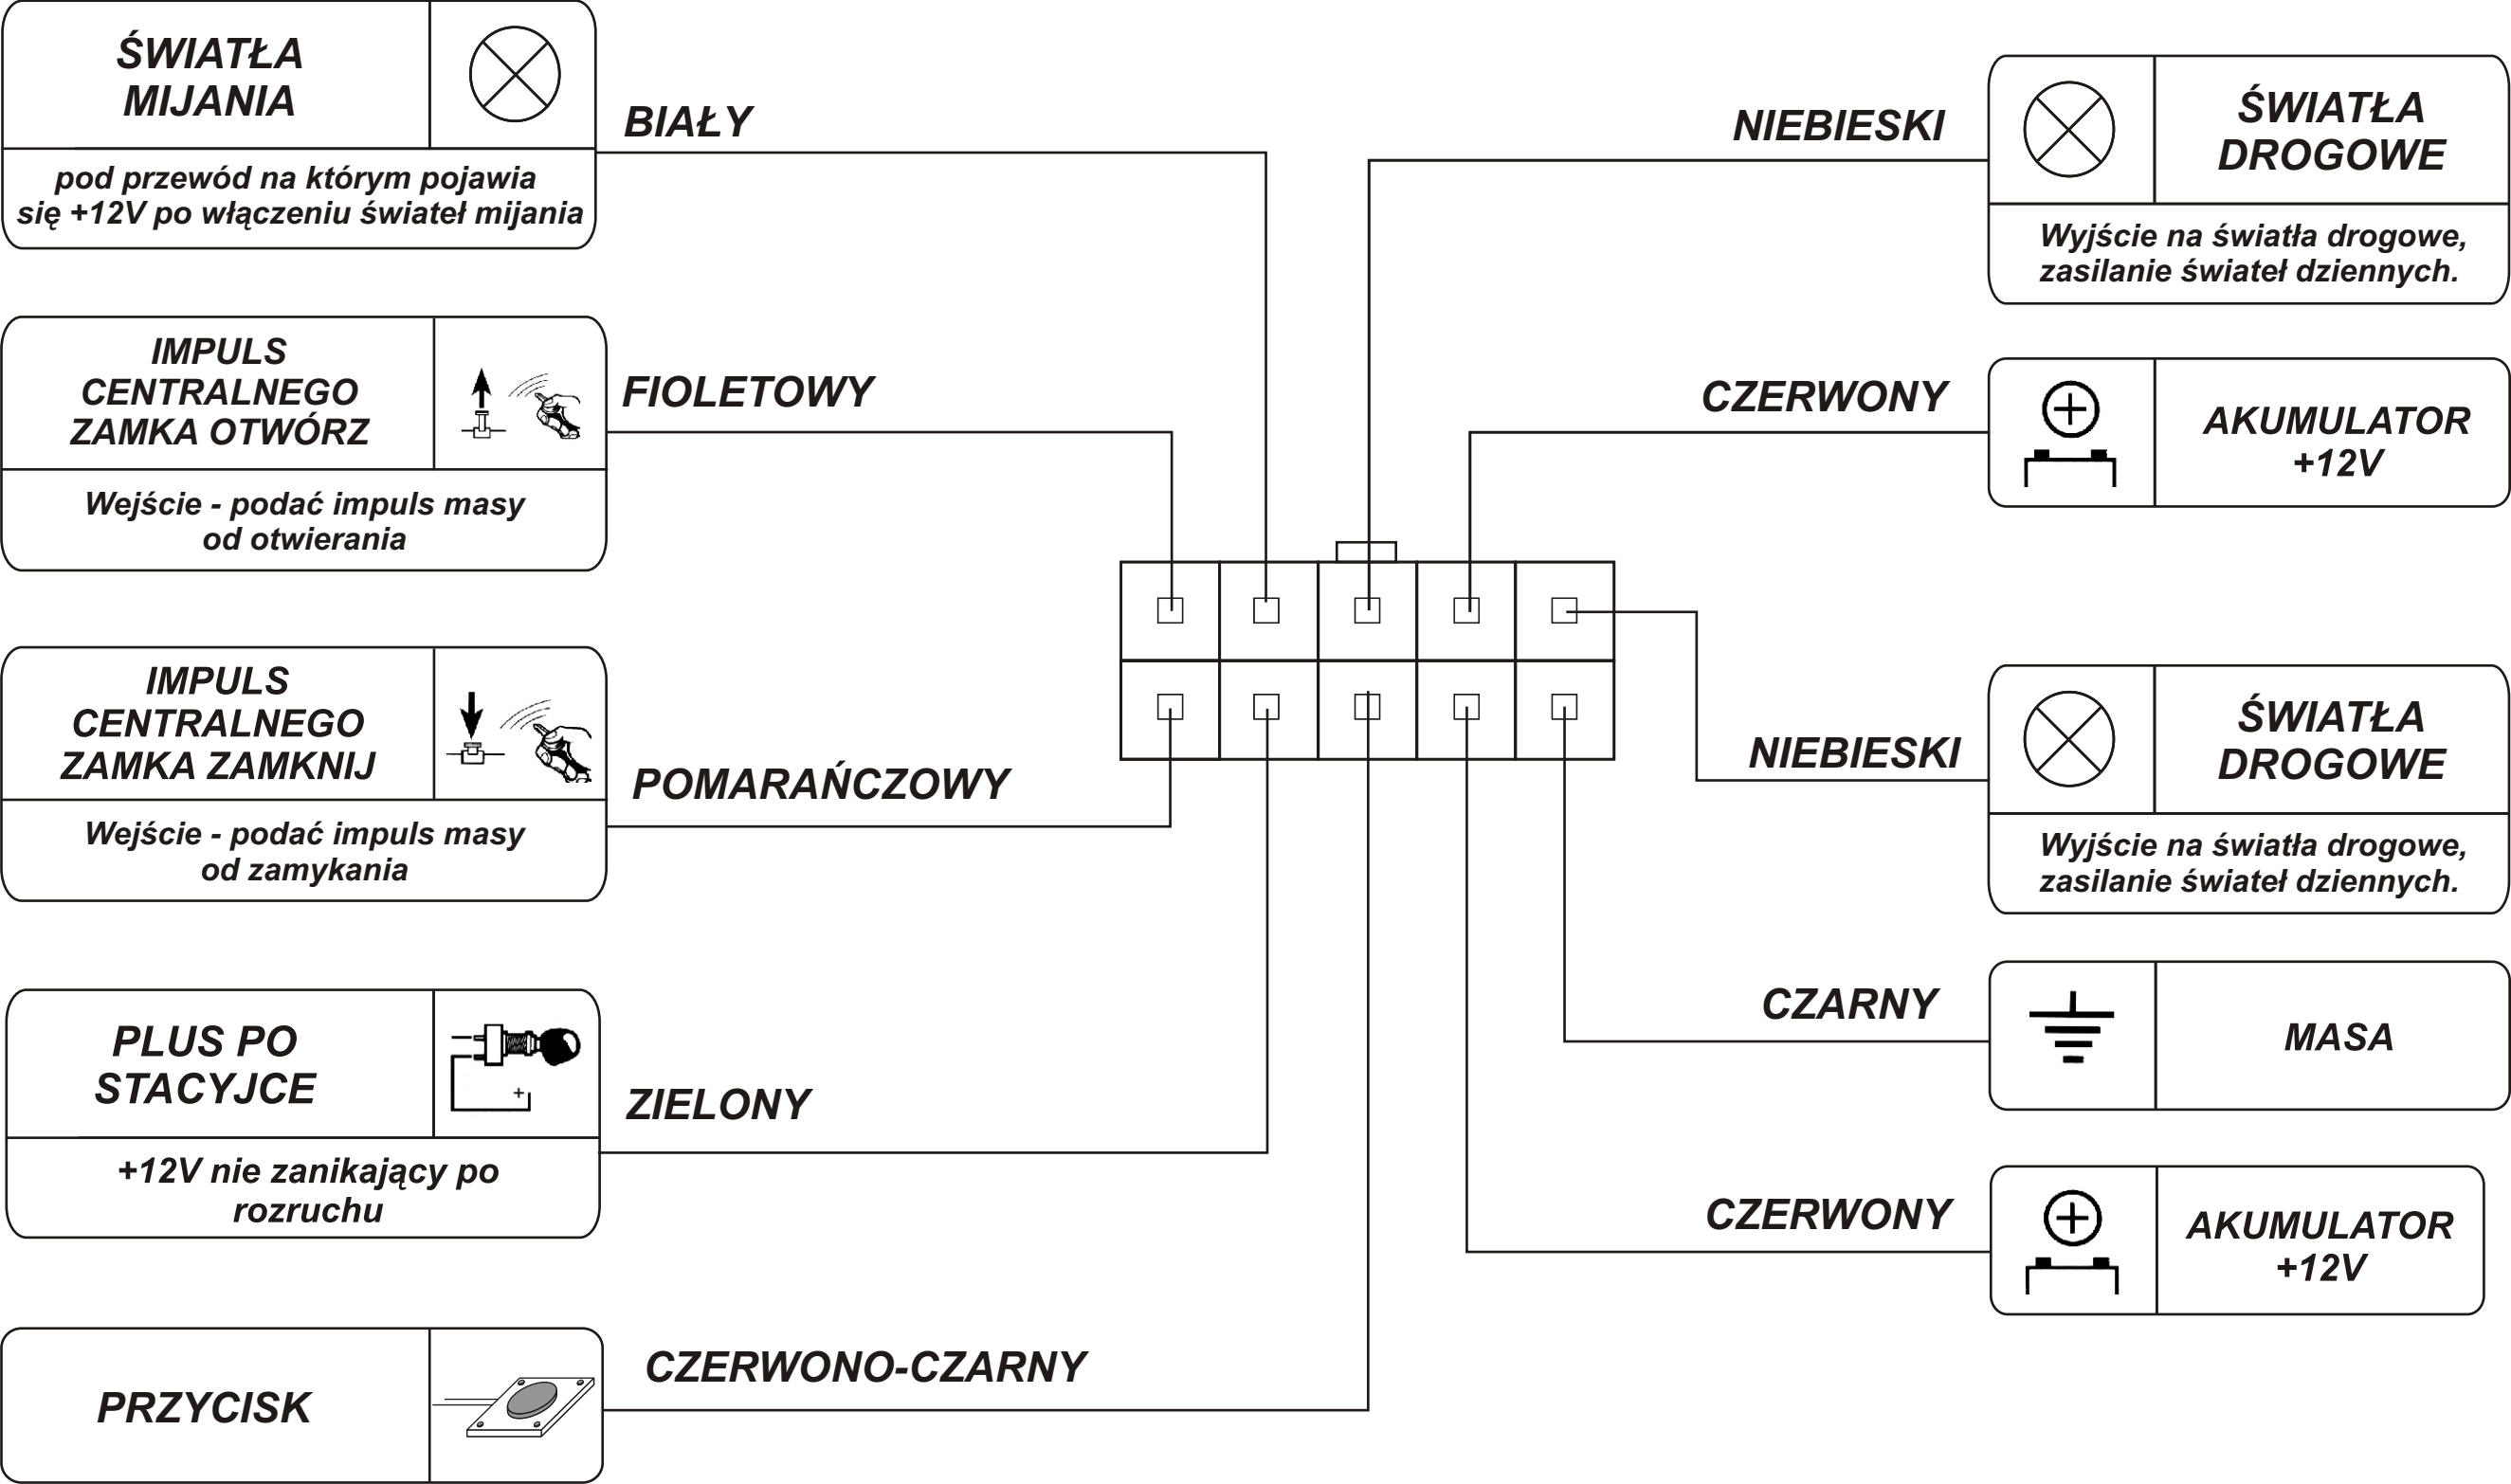 ŚWIATŁA
MIJANIA
pod przewód na którym pojawia
się +12V po włączeniu świateł mijania
BIAŁY
IMPULS
CENTRALNEGO
ZAMKA OTWÓRZ
Wejście - podać impuls masy
od otwierania
FIOLETOWY
IMPULS
CENTRALNEGO
ZAMKA ZAMKNIJ
Wejście - podać impuls masy
od zamykania
POMARAŃCZOWY
PLUS PO
STACYJCE
+12V nie zanikający po
rozruchu
ZIELONY
PRZYCISK
CZERWONO-CZARNY
NIEBIESKI
ŚWIATŁA
DROGOWE
Wyjście na światła drogowe,
zasilanie świateł dziennych.
CZERWONY
AKUMULATOR
+12V
NIEBIESKI
ŚWIATŁA
DROGOWE
Wyjście na światła drogowe,
zasilanie świateł dziennych.
CZARNY
MASA
CZERWONY
AKUMULATOR
+12V